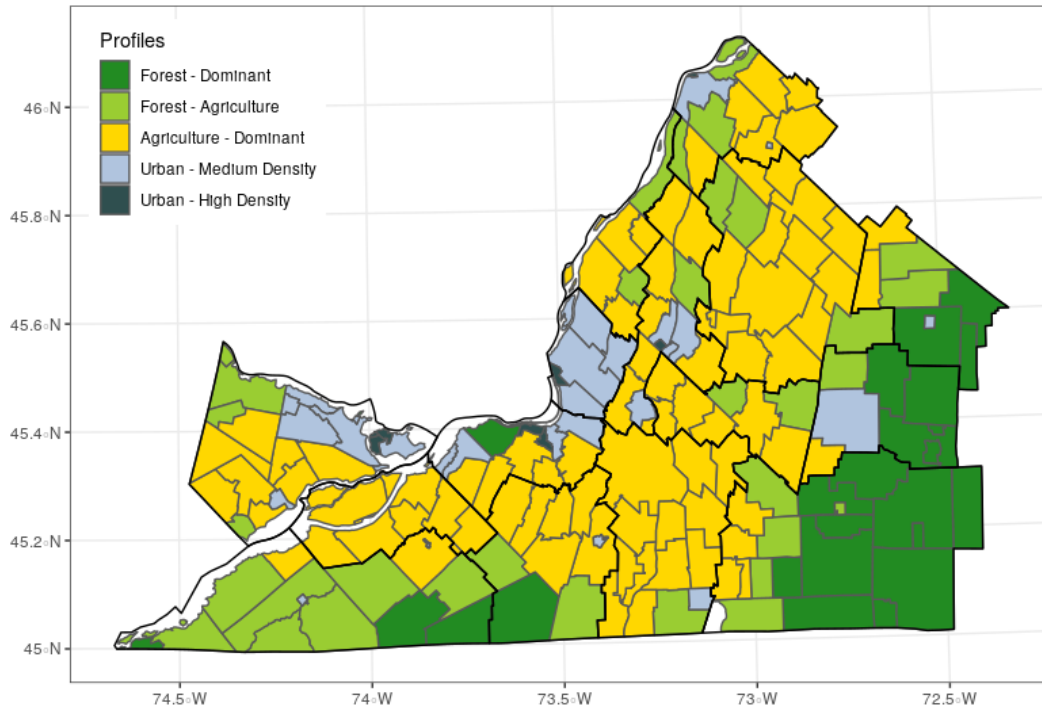 Profiles
Forest - Dominant
Forest - Agriculture
Agriculture - Dominant
Urban - Medium Density
Urban - High Density
46◦N
45.8◦N
45.6◦N
45.4◦N
45.2◦N
45◦N
74.5◦W 74◦W 73.5◦W 73◦W 72.5◦W